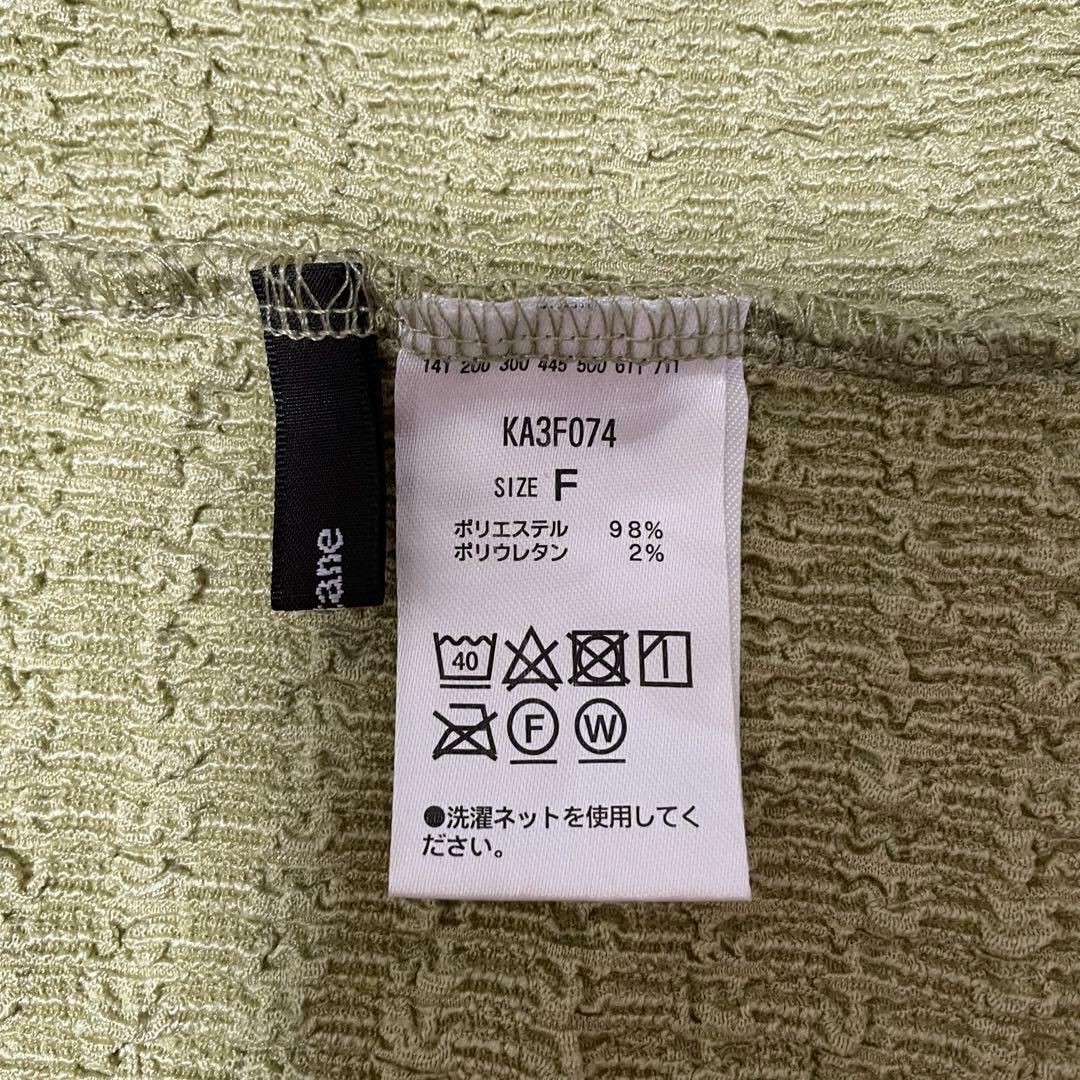 141 200 300 445 500 611 711
KA3F074
SIZE F
ポリエステル 98%
ポリウレタン 2%
40
F W
●洗濯ネットを使用してく
ださい。